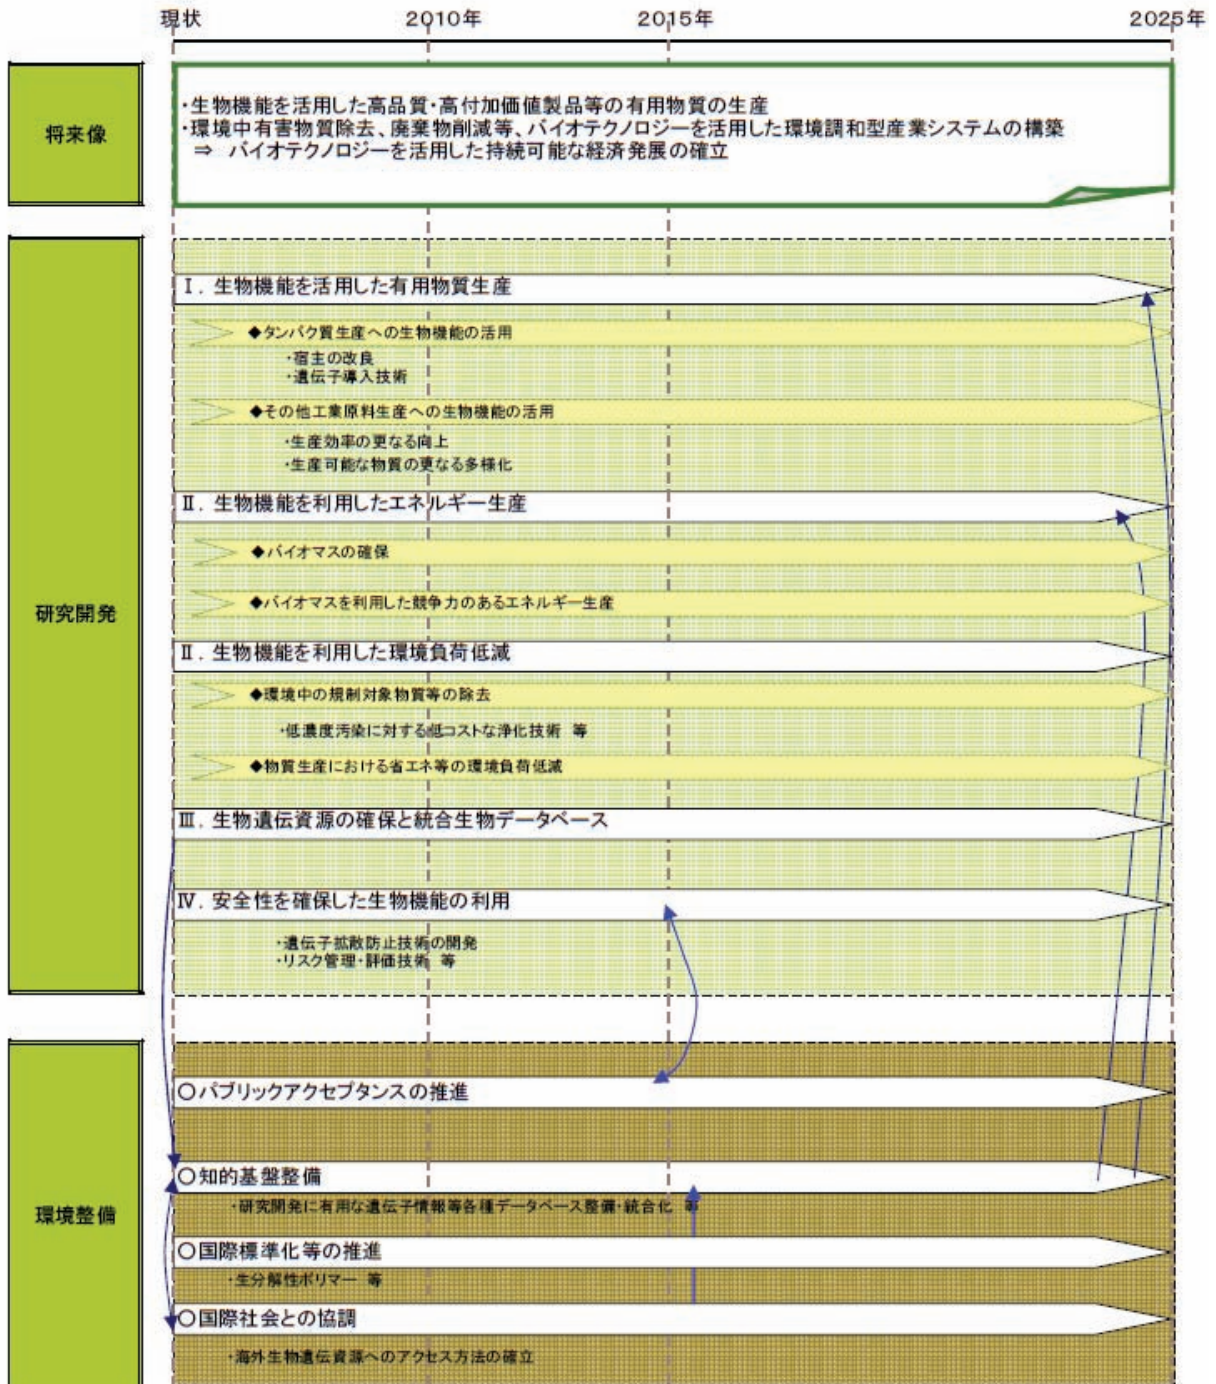 現状 2010年 2015年 2025年
将来像
・生物機能を活用した高品質・高付加価値製品等の有用物質の生産
・環境中有害物質除去、廃棄物削減等、バイオテクノロジーを活用した環境調和型産業システムの構築
⇒ バイオテクノロジーを活用した持続可能な経済発展の確立
研究開発
Ⅰ．生物機能を活用した有用物質生産
◆タンパク質生産への生物機能の活用
・宿主の改良
・遺伝子導入技術
◆その他工業原料生産への生物機能の活用
・生産効率の更なる向上
・生産可能な物質の更なる多様化
Ⅱ．生物機能を利用したエネルギー生産
◆バイオマスの確保
◆バイオマスを利用した競争力のあるエネルギー生産
Ⅱ．生物機能を利用した環境負荷低減
◆環境中の規制対象物質等の除去
・低濃度汚染に対する低コストな浄化技術 等
◆物質生産における省エネ等の環境負荷低減
Ⅲ．生物遺伝資源の確保と統合生物データベース
Ⅳ．安全性を確保した生物機能の利用
・遺伝子拡散防止技術の開発
・リスク管理・評価技術 等
環境整備
○パブリックアクセプタンスの推進
○知的基盤整備
・研究開発に有用な遺伝子情報等各種データベース整備・統合化 等
○国際標準化等の推進
・生分解性ポリマー 等
○国際社会との協調
・海外生物遺伝資源へのアクセス方法の確立